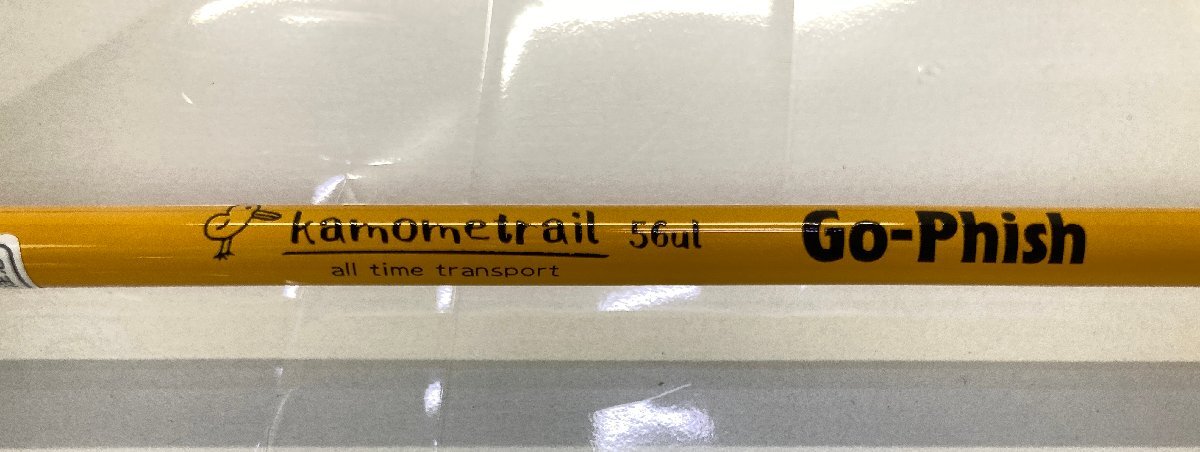 kamometrail 56ul Go-Phish
all time transport